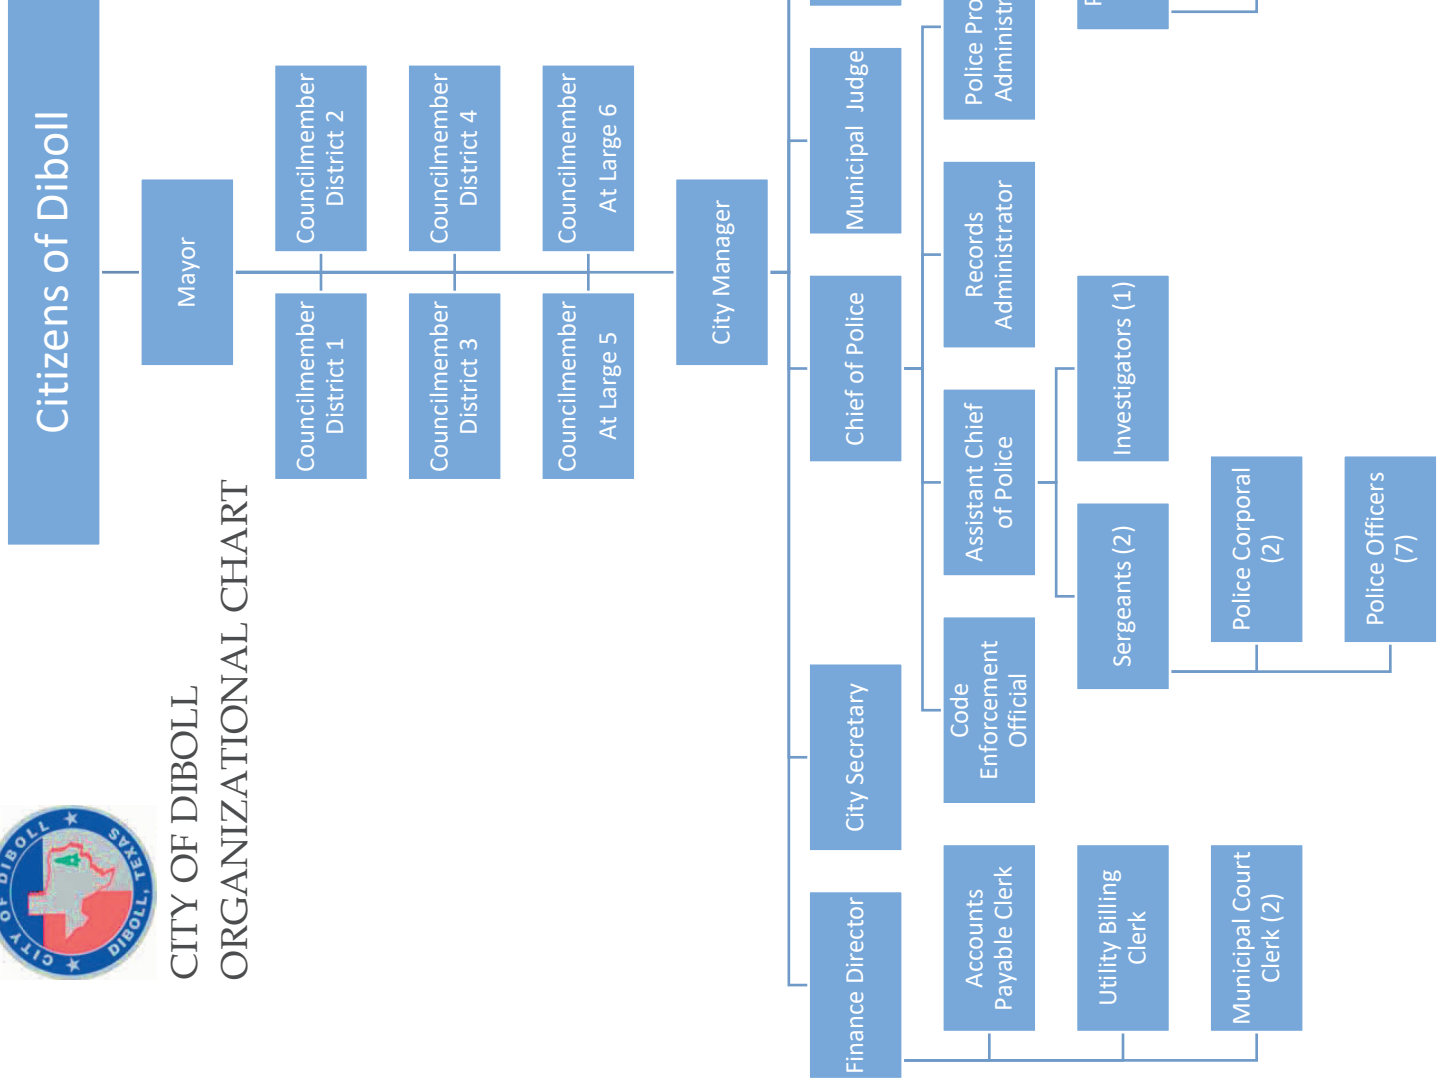 CITY OF DIBOLL
DIBOLL, TEXAS
CITY OF DIBOLL
ORGANIZATIONAL CHART
Citizens of Diboll
Mayor
Councilmember
District 1
Councilmember
District 2
Councilmember
District 3
Councilmember
District 4
Councilmember
At Large 5
Councilmember
At Large 6
City Manager
Finance Director
City Secretary
Chief of Police
Municipal Judge
Accounts
Payable Clerk
Code
Enforcement
Official
Assistant Chief
of Police
Records
Administrator
Police
Utility Billing
Clerk
Sergeants (2)
Investigators (1)
Municipal Court
Clerk (2)
Police Corporal
(2)
Police Officers
(7)